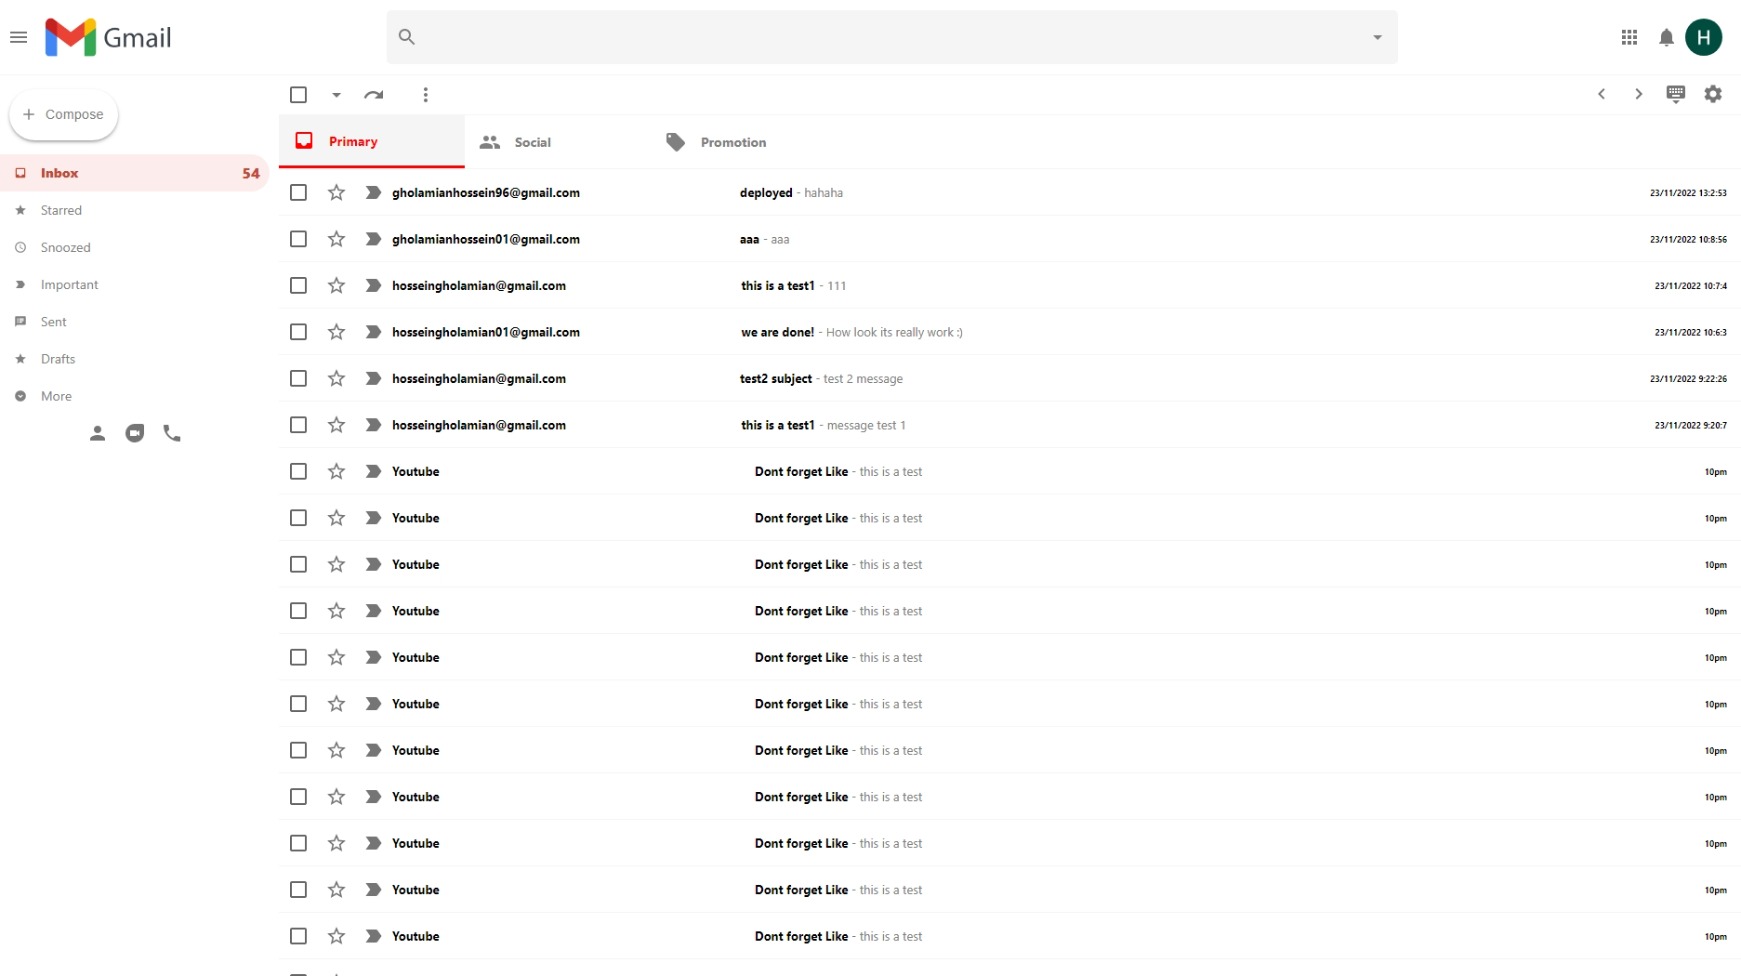 Gmail
H
Compose
Primary
Social
Promotion
Inbox 54
Starred
Snoozed
Important
Sent
Drafts
More
gholamianhossein96@gmail.com deployed - hahaha 23/11/2022 13:2:53
gholamianhossein01@gmail.com aaa - aaa 23/11/2022 10:8:56
hosseingholamian@gmail.com this is a test1 - 111 23/11/2022 10:7:4
hosseingholamian01@gmail.com we are done! - How look its really work :) 23/11/2022 10:6:3
hosseingholamian@gmail.com test2 subject - test 2 message 23/11/2022 9:22:26
hosseingholamian@gmail.com this is a test1 - message test 1 23/11/2022 9:20:7
Youtube Dont forget Like - this is a test 10pm
Youtube Dont forget Like - this is a test 10pm
Youtube Dont forget Like - this is a test 10pm
Youtube Dont forget Like - this is a test 10pm
Youtube Dont forget Like - this is a test 10pm
Youtube Dont forget Like - this is a test 10pm
Youtube Dont forget Like - this is a test 10pm
Youtube Dont forget Like - this is a test 10pm
Youtube Dont forget Like - this is a test 10pm
Youtube Dont forget Like - this is a test 10pm
Youtube Dont forget Like - this is a test 10pm